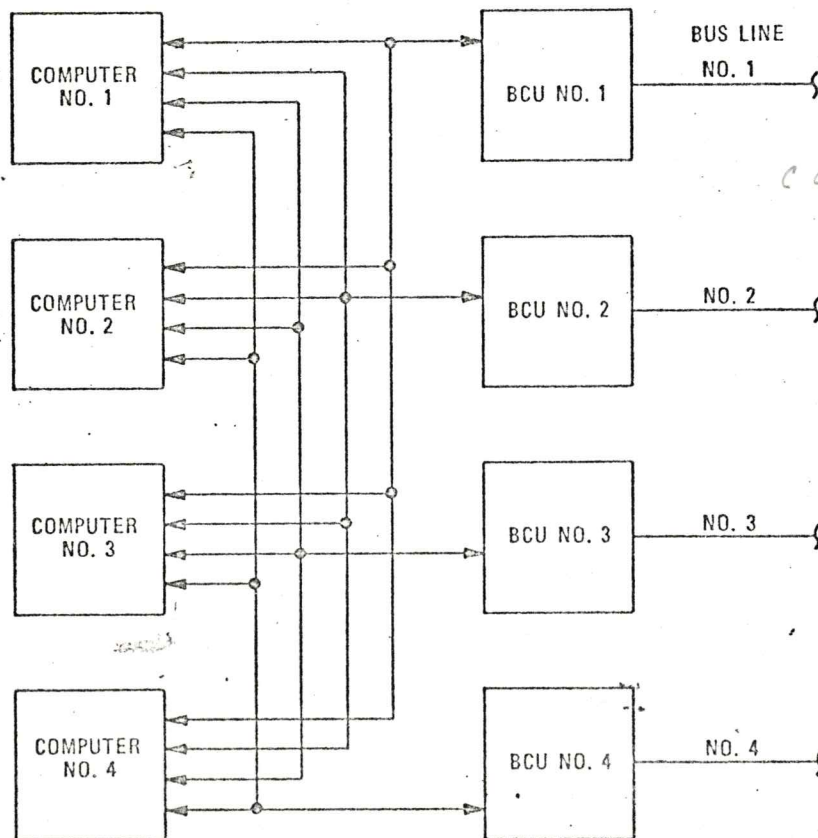 COMPUTER
NO. 1
BCU NO. 1
BUS LINE
NO. 1
COMPUTER
NO. 2
BCU NO. 2
NO. 2
COMPUTER
NO. 3
BCU NO. 3
NO. 3
COMPUTER
NO. 4
BCU NO. 4
NO. 4